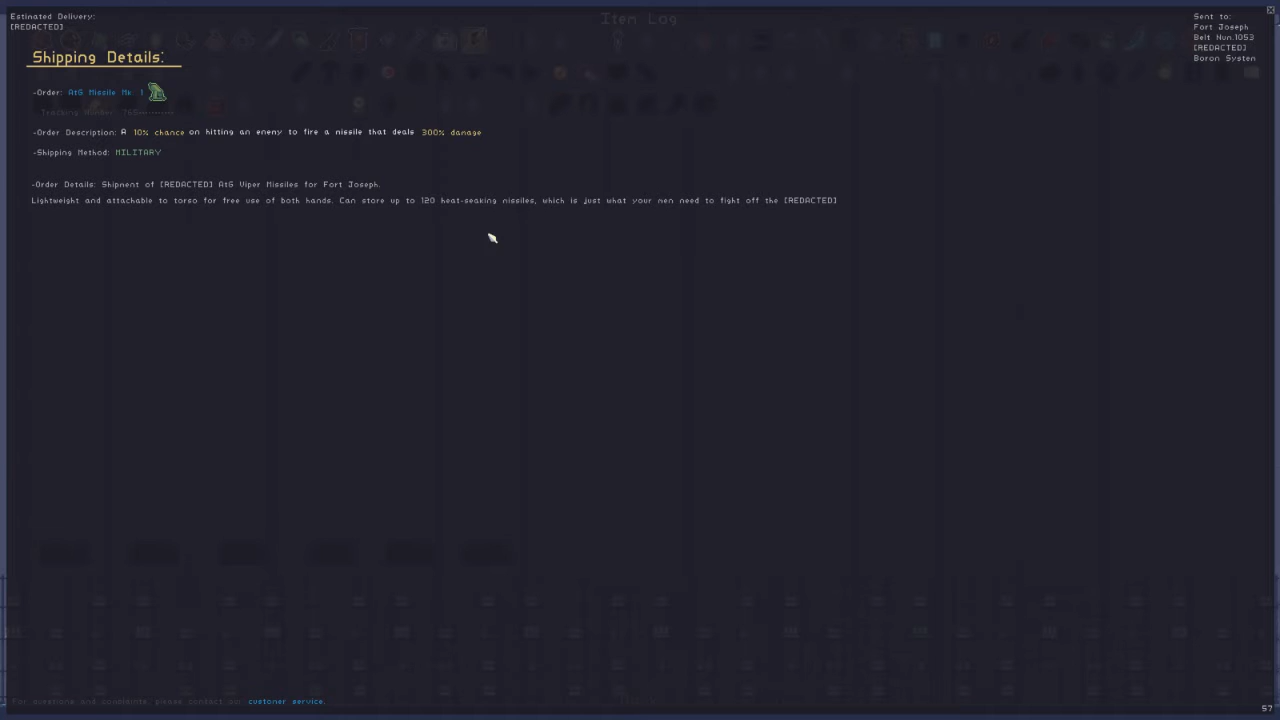 Item Log
Estimated Delivery:
[REDACTED]
Sent to:
Fort Joseph
Belt Num.1053
[REDACTED]
Boron System
Shipping Details:
-Order: AtG Missile Mk. 1
Tracking Number: 765**********
-Order Description: A 10% chance on hitting an enemy to fire a missile that deals 300% damage
-Shipping Method: MILITARY
-Order Details: Shipment of [REDACTED] AtG Viper Missiles for Fort Joseph.
Lightweight and attachable to torso for free use of both hands. Can store up to 120 heat-seaking missiles, which is just what your men need to fight off the [REDACTED]
For questions and complaints, please contact our customer service.
57